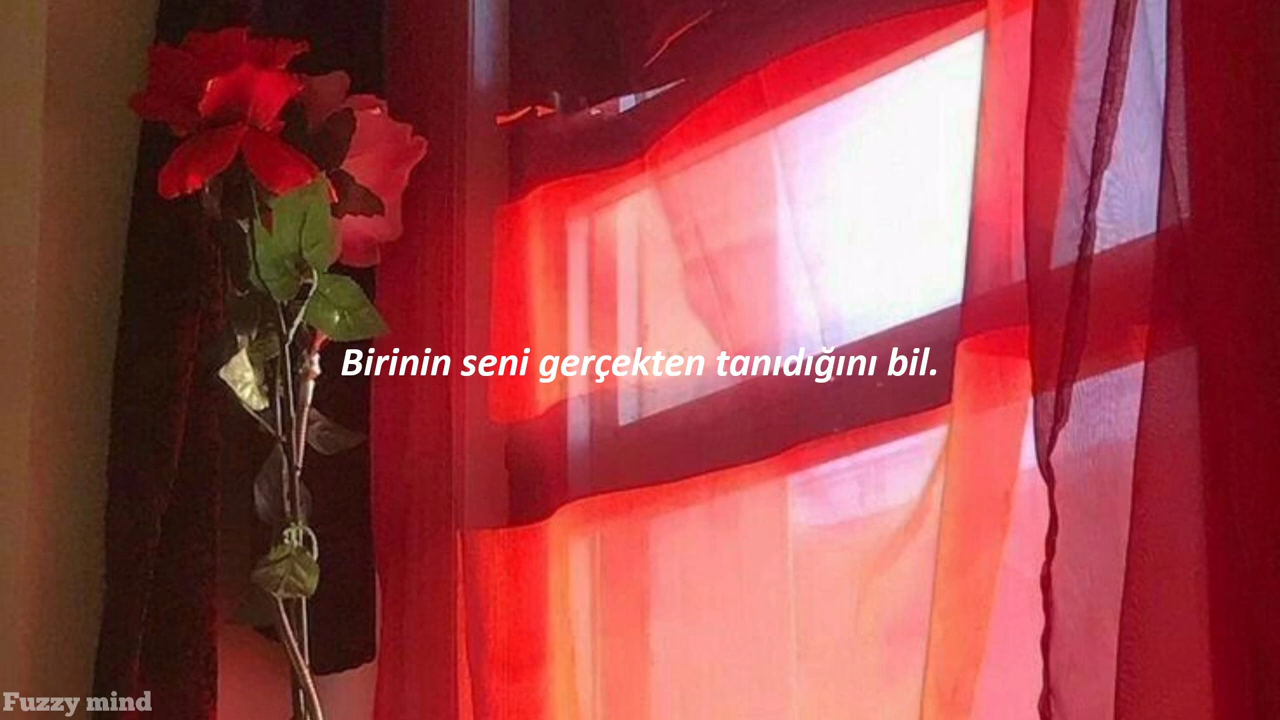 Birinin seni gerçekten tanıdığını bil.
Fuzzy mind